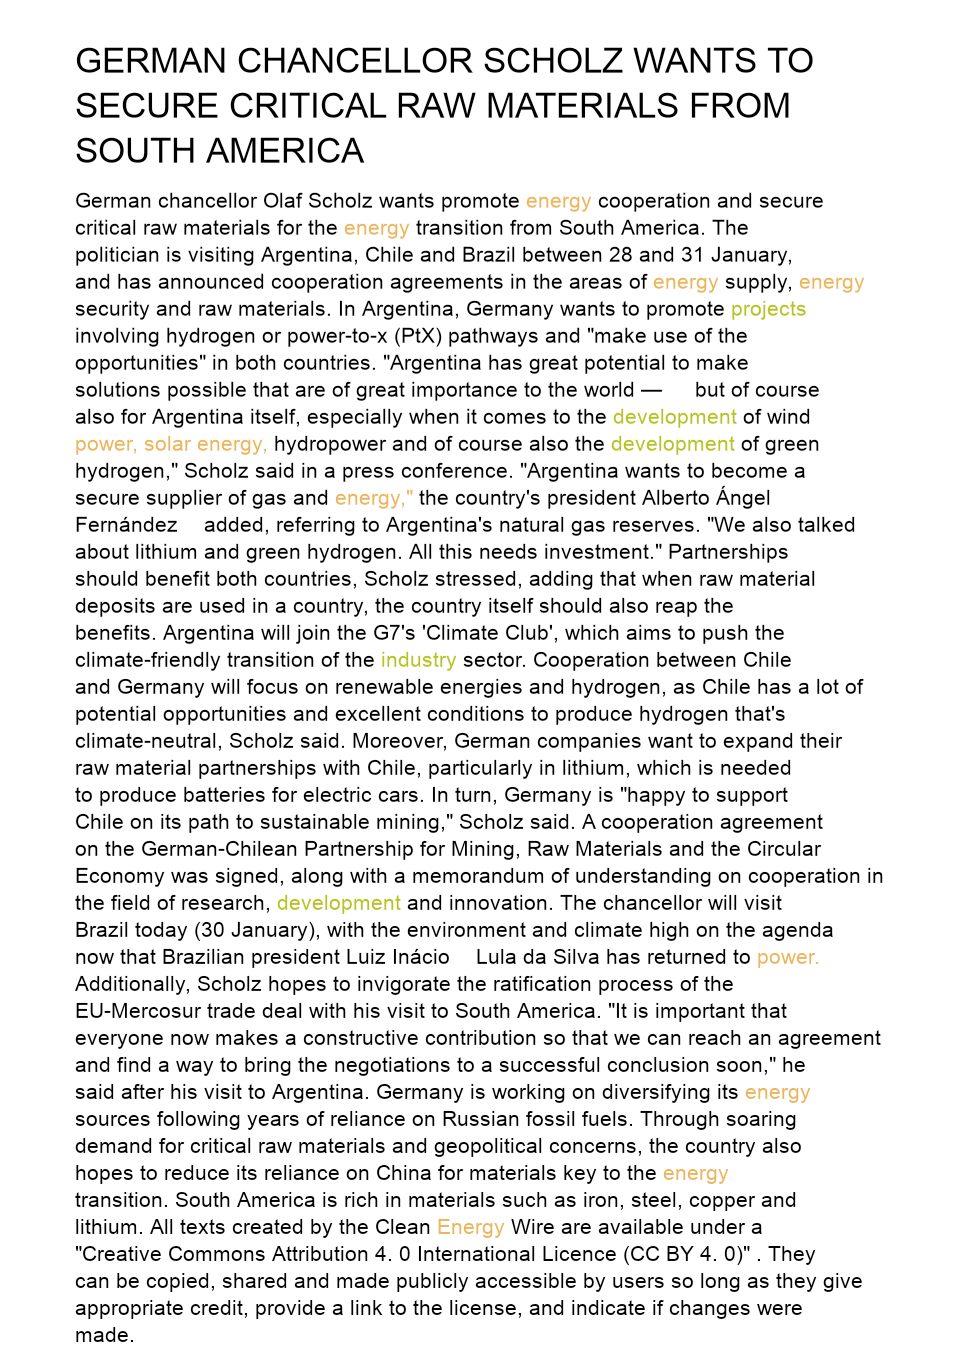 GERMAN CHANCELLOR SCHOLZ WANTS TO
SECURE CRITICAL RAW MATERIALS FROM
SOUTH AMERICA
German chancellor Olaf Scholz wants promote energy cooperation and secure
critical raw materials for the energy transition from South America. The
politician is visiting Argentina, Chile and Brazil between 28 and 31 January,
and has announced cooperation agreements in the areas of energy supply, energy
security and raw materials. In Argentina, Germany wants to promote projects
involving hydrogen or power-to-x (PtX) pathways and "make use of the
opportunities" in both countries. "Argentina has great potential to make
solutions possible that are of great importance to the world — but of course
also for Argentina itself, especially when it comes to the development of wind
power, solar energy, hydropower and of course also the development of green
hydrogen," Scholz said in a press conference. "Argentina wants to become a
secure supplier of gas and energy," the country's president Alberto Ángel
Fernández added, referring to Argentina's natural gas reserves. "We also talked
about lithium and green hydrogen. All this needs investment." Partnerships
should benefit both countries, Scholz stressed, adding that when raw material
deposits are used in a country, the country itself should also reap the
benefits. Argentina will join the G7's 'Climate Club', which aims to push the
climate-friendly transition of the industry sector. Cooperation between Chile
and Germany will focus on renewable energies and hydrogen, as Chile has a lot of
potential opportunities and excellent conditions to produce hydrogen that's
climate-neutral, Scholz said. Moreover, German companies want to expand their
raw material partnerships with Chile, particularly in lithium, which is needed
to produce batteries for electric cars. In turn, Germany is "happy to support
Chile on its path to sustainable mining," Scholz said. A cooperation agreement
on the German-Chilean Partnership for Mining, Raw Materials and the Circular
Economy was signed, along with a memorandum of understanding on cooperation in
the field of research, development and innovation. The chancellor will visit
Brazil today (30 January), with the environment and climate high on the agenda
now that Brazilian president Luiz Inácio Lula da Silva has returned to power.
Additionally, Scholz hopes to invigorate the ratification process of the
EU-Mercosur trade deal with his visit to South America. "It is important that
everyone now makes a constructive contribution so that we can reach an agreement
and find a way to bring the negotiations to a successful conclusion soon," he
said after his visit to Argentina. Germany is working on diversifying its energy
sources following years of reliance on Russian fossil fuels. Through soaring
demand for critical raw materials and geopolitical concerns, the country also
hopes to reduce its reliance on China for materials key to the energy
transition. South America is rich in materials such as iron, steel, copper and
lithium. All texts created by the Clean Energy Wire are available under a
"Creative Commons Attribution 4. 0 International Licence (CC BY 4. 0)" . They
can be copied, shared and made publicly accessible by users so long as they give
appropriate credit, provide a link to the license, and indicate if changes were
made.